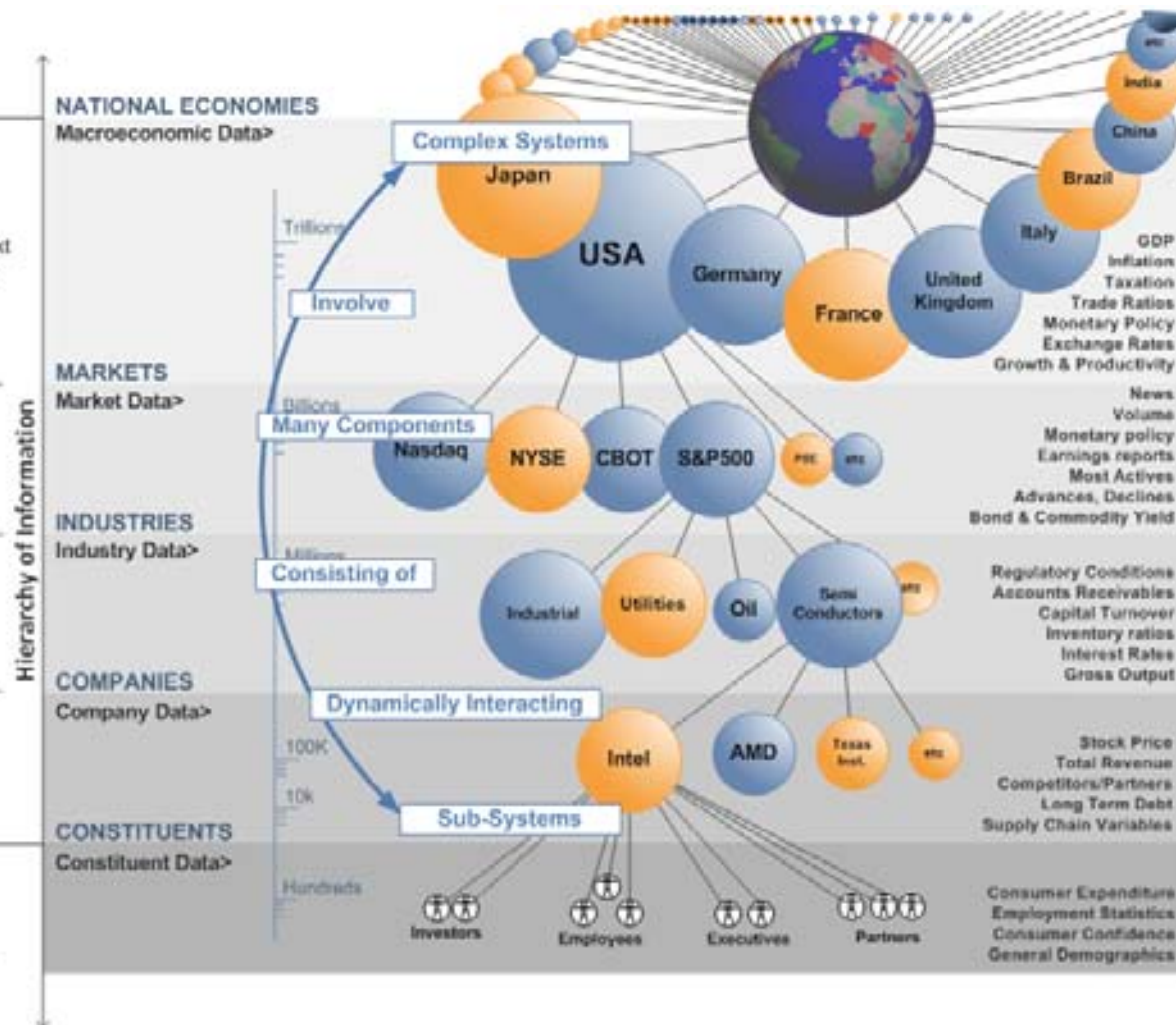 NATIONAL ECONOMIES
Macroeconomic Data>
Complex Systems
Japan
USA
Germany
France
United
Kingdom
Italy
Brazil
China
India
etc
Trillions
xt
Involve
GDP
Inflation
Taxation
Trade Ratios
Monetary Policy
Exchange Rates
Growth & Productivity
MARKETS
Market Data>
Billions
Many Components
Nasdaq
NYSE
CBOT
S&P500
PSE
etc
News
Volume
Monetary policy
Earnings reports
Most Actives
Advances, Declines
Bond & Commodity Yield
Hierarchy of Information
INDUSTRIES
Industry Data>
Millions
Consisting of
Industrial
Utilities
Oil
Semi
Conductors
etc
Regulatory Conditions
Accounts Receivables
Capital Turnover
Inventory ratios
Interest Rates
Gross Output
COMPANIES
Company Data>
Dynamically Interacting
100K
10k
Intel
AMD
Texas
Inst.
etc
Stock Price
Total Revenue
Competitors/Partners
Long Term Debt
Supply Chain Variables
Sub-Systems
CONSTITUENTS
Constituent Data>
Hundreds
Investors
Employees
Executives
Partners
Consumer Expenditure
Employment Statistics
Consumer Confidence
General Demographics